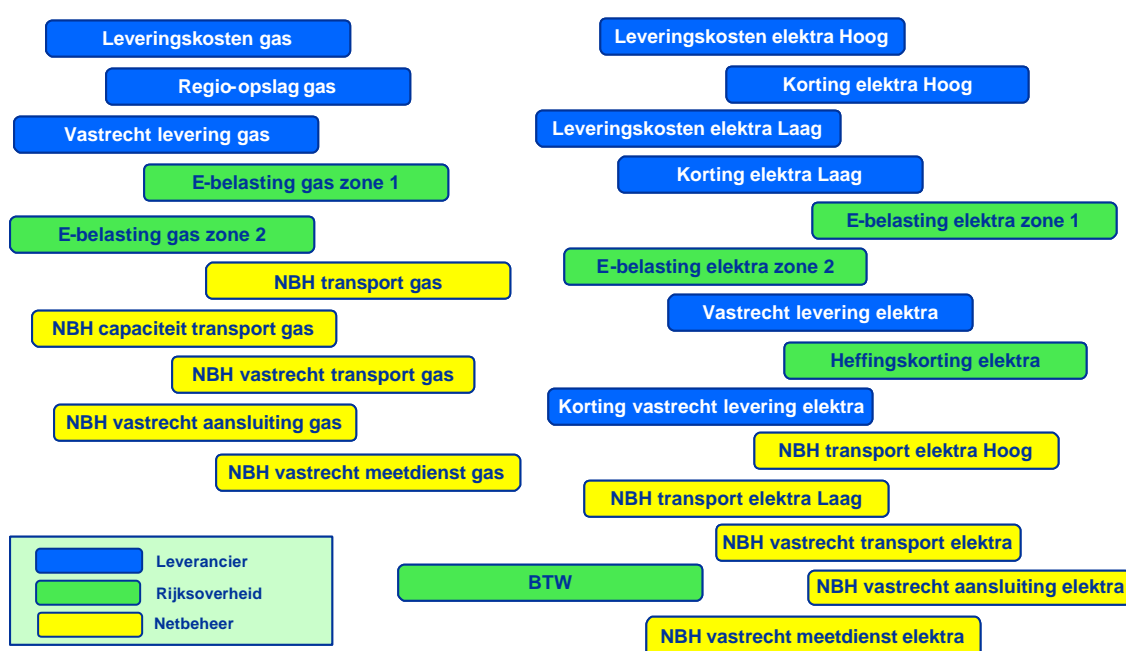 Leveringskosten gas
Regio-opslag gas
Vastrecht levering gas
E-belasting gas zone 1
E-belasting gas zone 2
NBH transport gas
NBH capaciteit transport gas
NBH vastrecht transport gas
NBH vastrecht aansluiting gas
NBH vastrecht meetdienst gas
Leveringskosten elektra Hoog
Korting elektra Hoog
Leveringskosten elektra Laag
Korting elektra Laag
E-belasting elektra zone 1
E-belasting elektra zone 2
Vastrecht levering elektra
Heffingskorting elektra
Korting vastrecht levering elektra
NBH transport elektra Hoog
NBH transport elektra Laag
NBH vastrecht transport elektra
BTW
NBH vastrecht aansluiting elektra
NBH vastrecht meetdienst elektra
Leverancier
Rijksoverheid
Netbeheer